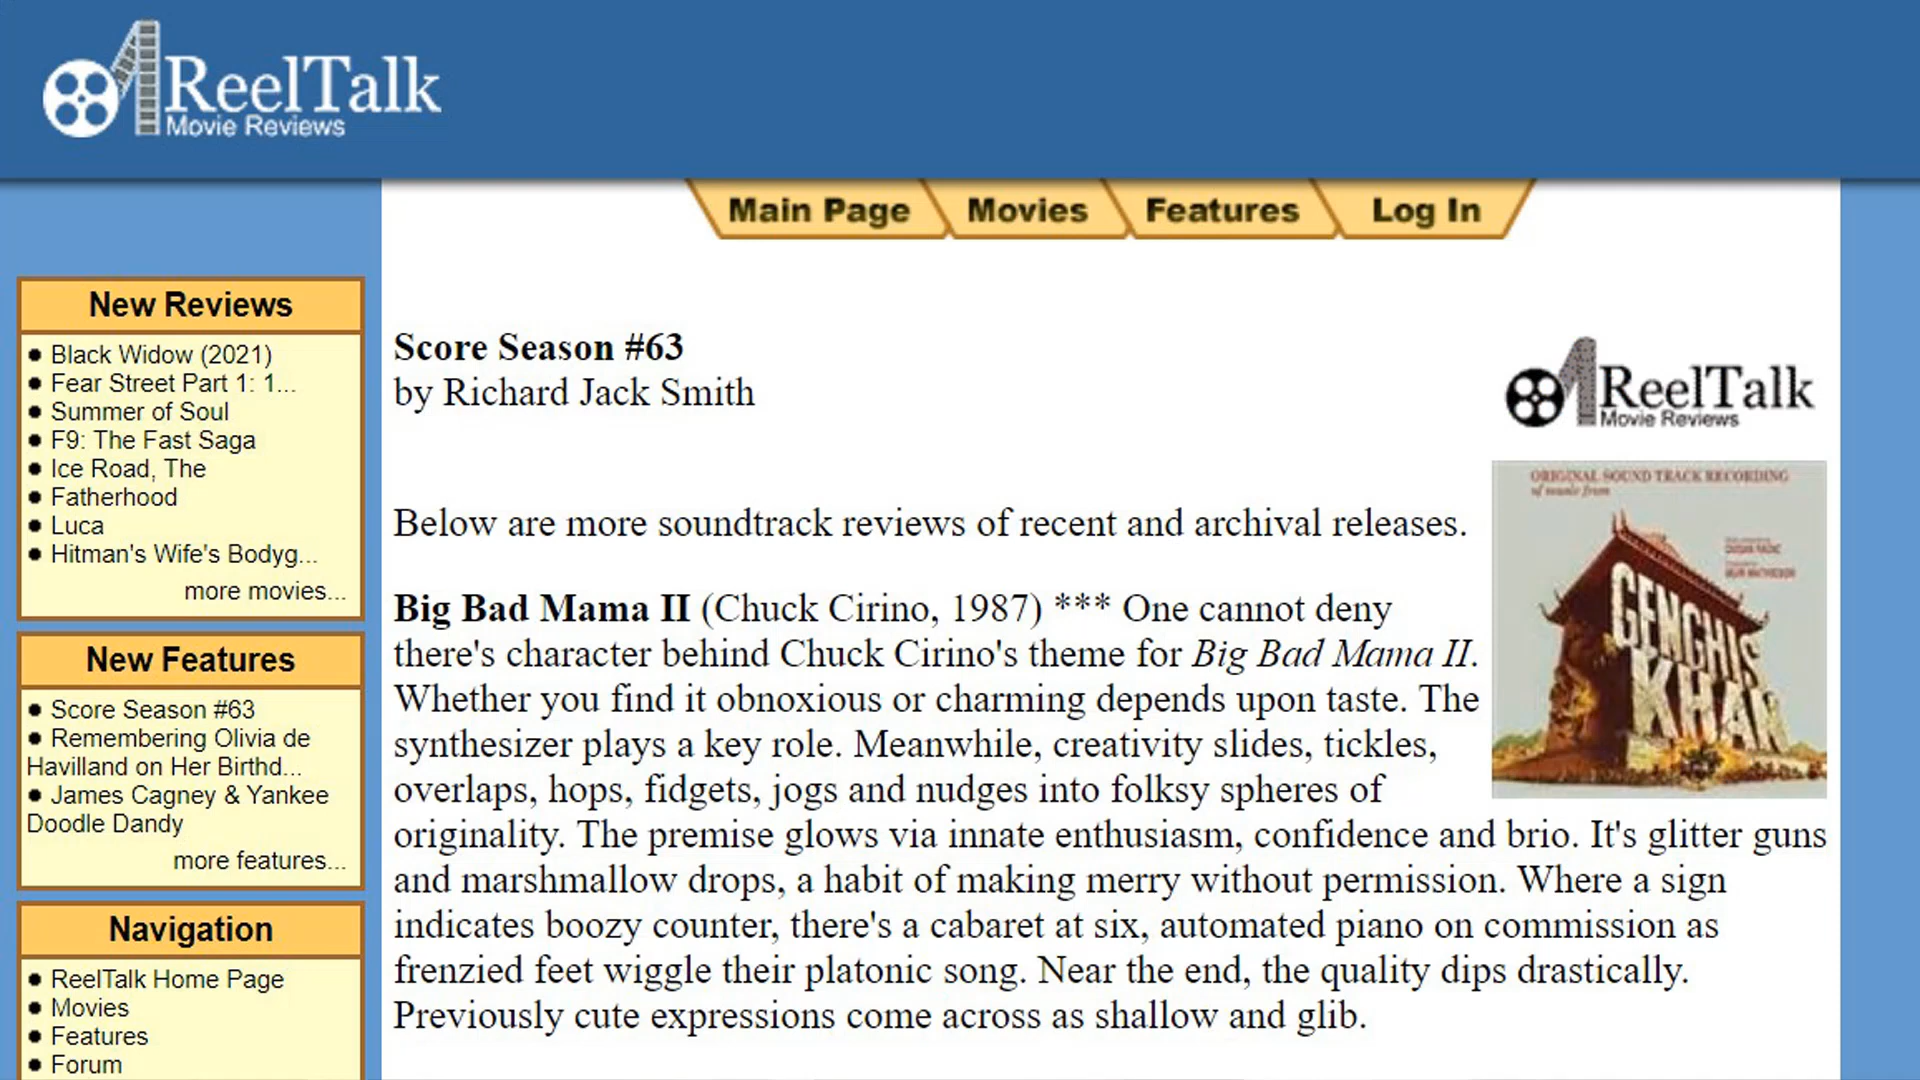 ReelTalk
Movie Reviews
Main Page
Movies
Features
Log In
New Reviews
● Black Widow (2021)
● Fear Street Part 1: 1...
● Summer of Soul
● F9: The Fast Saga
● Ice Road, The
● Fatherhood
● Luca
● Hitman's Wife's Bodyg...
more movies...
New Features
● Score Season #63
● Remembering Olivia de
Havilland on Her Birthd...
● James Cagney & Yankee
Doodle Dandy
more features...
Navigation
● ReelTalk Home Page
● Movies
● Features
● Forum
Score Season #63
by Richard Jack Smith
ReelTalk
Movie Reviews
ORIGINAL SOUND TRACK RECORDING
of music from
GENGHIS
KHAN
Below are more soundtrack reviews of recent and archival releases.
Big Bad Mama II (Chuck Cirino, 1987) *** One cannot deny
there's character behind Chuck Cirino's theme for Big Bad Mama II.
Whether you find it obnoxious or charming depends upon taste. The
synthesizer plays a key role. Meanwhile, creativity slides, tickles,
overlaps, hops, fidgets, jogs and nudges into folksy spheres of
originality. The premise glows via innate enthusiasm, confidence and brio. It's glitter guns
and marshmallow drops, a habit of making merry without permission. Where a sign
indicates boozy counter, there's a cabaret at six, automated piano on commission as
frenzied feet wiggle their platonic song. Near the end, the quality dips drastically.
Previously cute expressions come across as shallow and glib.